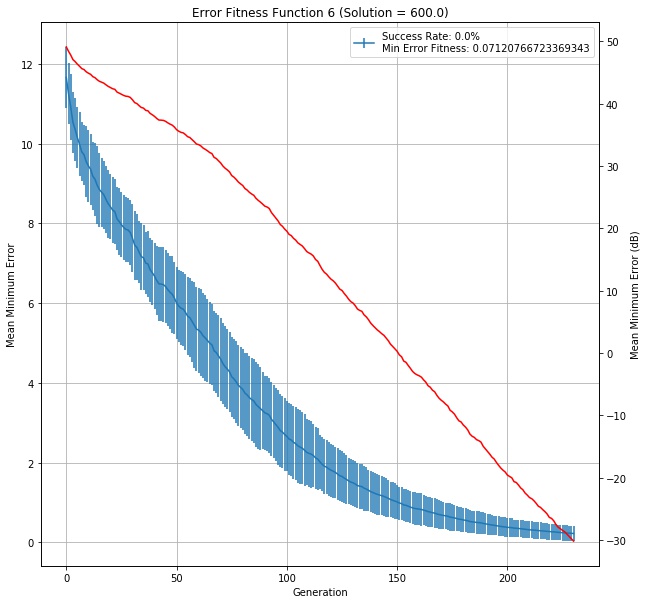 Error Fitness Function 6 (Solution = 600.0)
Success Rate: 0.0%
Min Error Fitness: 0.07120766723369343
Mean Minimum Error
12
10
8
6
4
2
0
50
40
30
20
10
0
−10
−20
−30
Mean Minimum Error (dB)
0 50 100 150 200
Generation